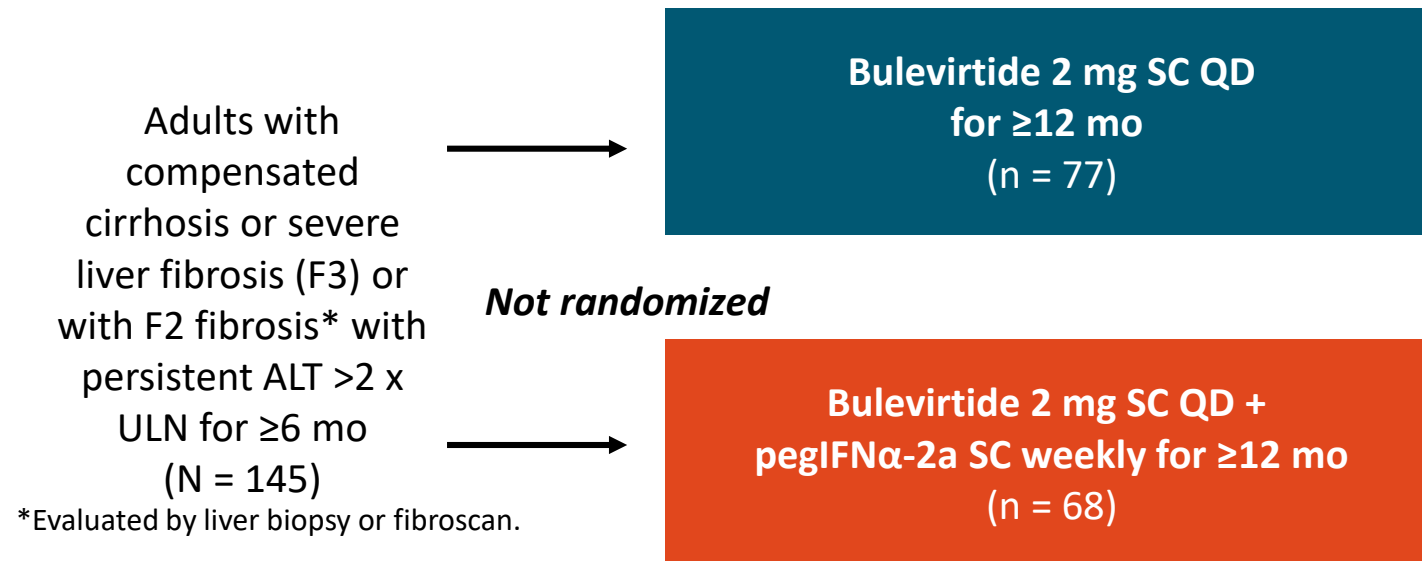 Adults with
compensated
cirrhosis or severe
liver fibrosis (F3) or
with F2 fibrosis* with
persistent ALT >2 x
ULN for ≥6 mo
(N = 145)
*Evaluated by liver biopsy or fibroscan.
Not randomized
Bulevirtide 2 mg SC QD
for ≥12 mo
(n = 77)
Bulevirtide 2 mg SC QD +
pegIFNα-2a SC weekly for ≥12 mo
(n = 68)